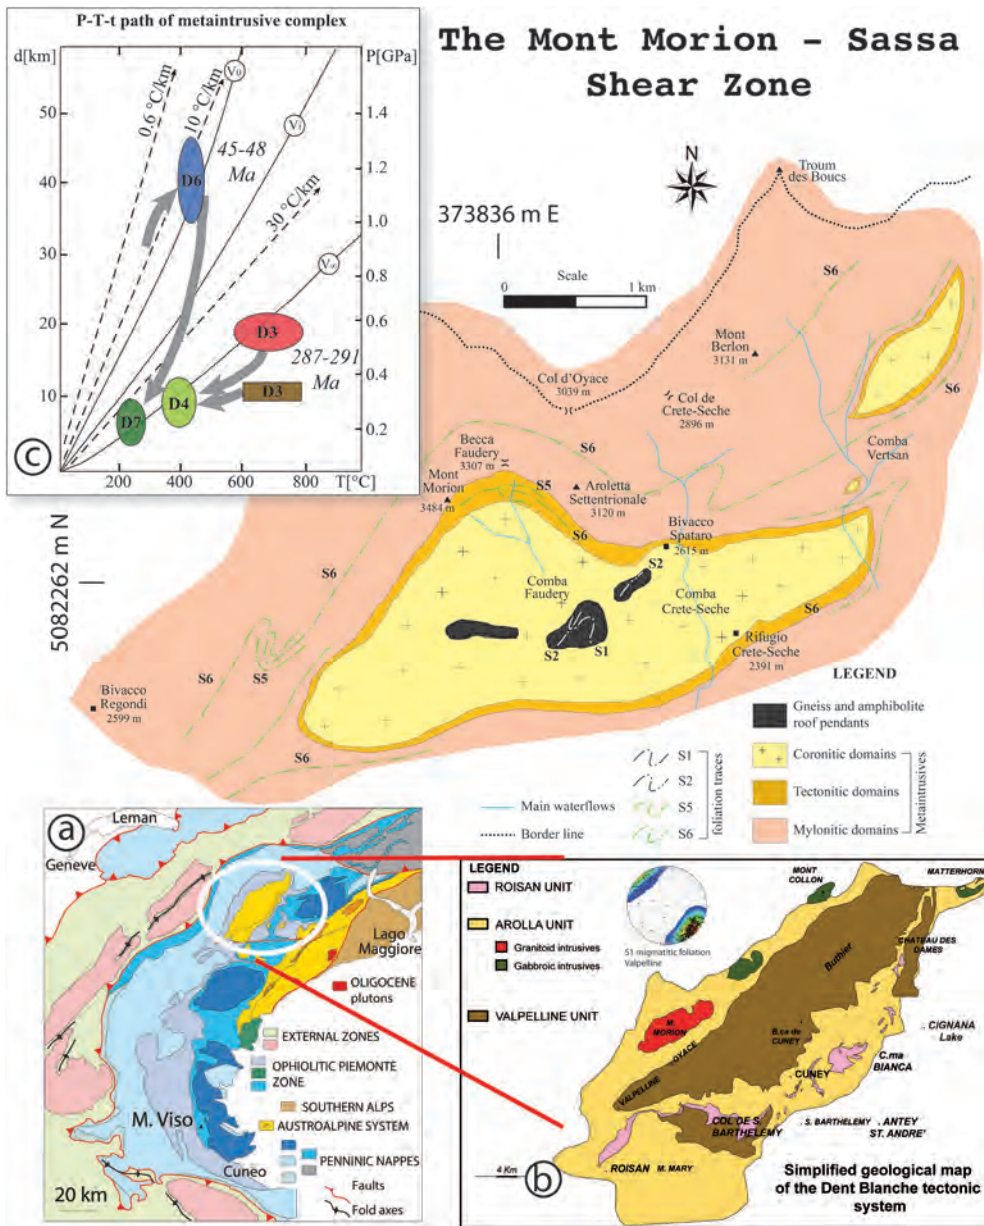 The Mont Morion – Sassa
Shear Zone
P-T-t path of metaintrusive complex
d[km]
P[GPa]
50
40
30
20
10
0.6 °C/km
10 °C/km
30 °C/km
V0
Vi
V∞
45-48
Ma
287-291
Ma
D6
D3
D3
D4
D7
1.4
1.2
1.0
0.8
0.6
0.4
0.2
200
400
600
800
T[°C]
c
N
373836 m E
5082262 m N
Scale
0
1 km
Troum
des Boucs
S6
Mont
Berlon
3131 m
Col d'Oyace
3039 m
Col de
Crete-Seche
2896 m
S6
Comba
Vertsan
S6
Becca
Faudery
3307 m
Mont
Morion
3484 m
S5
Aroletta
Settentrionale
3120 m
S6
Bivacco
Spataro
2615 m
S2
Comba
Faudery
Comba
Crete-Seche
S6
S6
S2
S1
Rifugio
Crete-Seche
2391 m
S6
S5
Bivacco
Regondi
2599 m
S6
LEGEND
Gneiss and amphibolite
roof pendants
Coronitic domains
Tectonitic domains
Mylonitic domains
Metaintrusives
S1
S2
S5
S6
foliation traces
Main waterflows
Border line
a
Leman
Geneve
Lago
Maggiore
OLIGOCENE
plutons
EXTERNAL ZONES
OPHIOLITIC PIEMONTE
ZONE
SOUTHERN ALPS
AUSTROALPINE SYSTEM
PENNINIC NAPPES
Faults
Fold axes
M. Viso
Cuneo
20 km
LEGEND
ROISAN UNIT
AROLLA UNIT
Granitoid intrusives
Gabbroic intrusives
VALPELLINE UNIT
S1 migmatitic foliation
Valpelline
MONT
COLLON
MATTERHORN
CHATEAU DES
DAMES
Buthier
M.
MORION
OYACE
B.ca de
CUNEY
. CIGNANA
Lake
C.ma
BIANCA
VALPELLINE
. CUNEY
COL DE S.
BARTHELEMY
. S. BARTHELEMY
. ANTEY
ST. ANDRE'
. ROISAN
M. MARY
4 Km
b
Simplified geological map
of the Dent Blanche tectonic
system